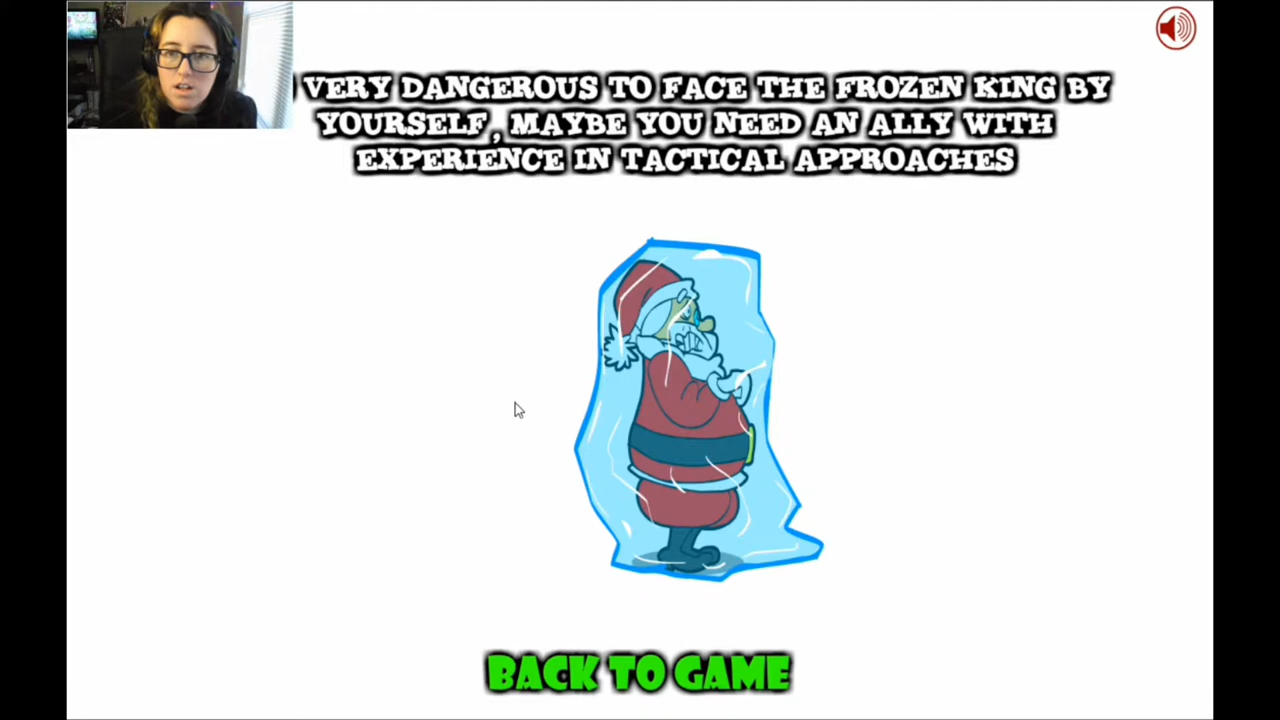 VERY DANGEROUS TO FACE THE FROZEN KING BY
YOURSELF, MAYBE YOU NEED AN ALLY WITH
EXPERIENCE IN TACTICAL APPROACHES
BACK TO GAME